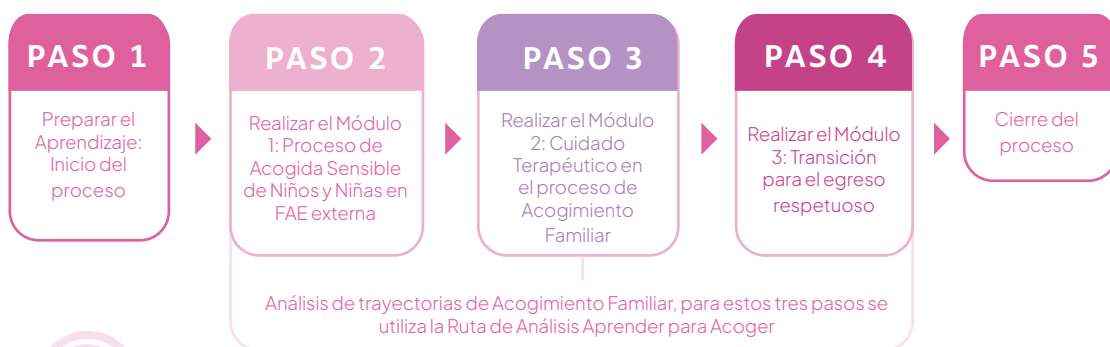 PASO 1
Preparar el
Aprendizaje:
Inicio del
proceso
PASO 2
Realizar el Módulo
1: Proceso de
Acogida Sensible
de Niños y Niñas en
FAE externa
PASO 3
Realizar el Módulo
2: Cuidado
Terapéutico en
el proceso de
Acogimiento
Familiar
PASO 4
Realizar el Módulo
3: Transición
para el egreso
respetuoso
PASO 5
Cierre del
proceso
Análisis de trayectorias de Acogimiento Familiar, para estos tres pasos se
utiliza la Ruta de Análisis Aprender para Acoger